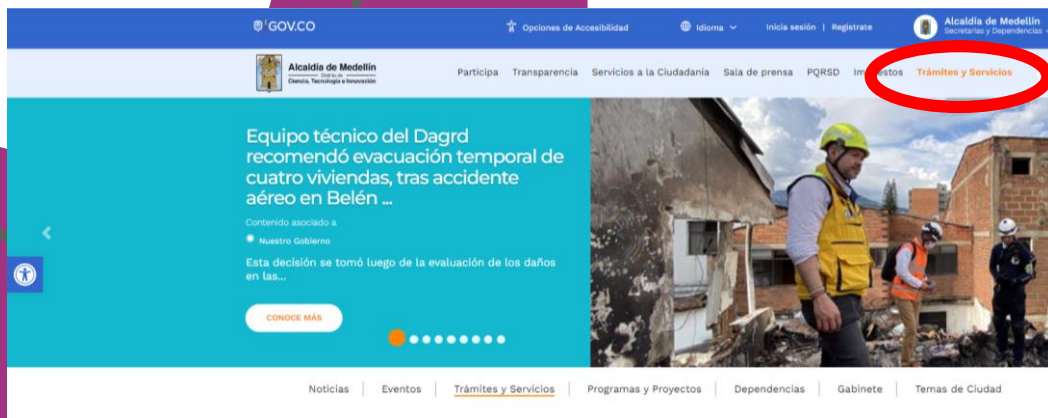 GOV.CO
Opciones de Accesibilidad
Idioma
Inicia sesión | Regístrate
Alcaldía de Medellín
Secretarías y Dependencias
Alcaldía de Medellín
Distrito de
Ciencia, Tecnología e Innovación
Participa Transparencia Servicios a la Ciudadanía Sala de prensa PQRSD Trámites y Servicios
Equipo técnico del Dagrd
recomendó evacuación temporal de
cuatro viviendas, tras accidente
aéreo en Belén ...
Contenido asociado a
Nuestro Gobierno
Esta decisión se tomó luego de la evaluación de los daños
en las...
CONOCE MÁS
Noticias | Eventos | Trámites y Servicios | Programas y Proyectos | Dependencias | Gabinete | Temas de Ciudad